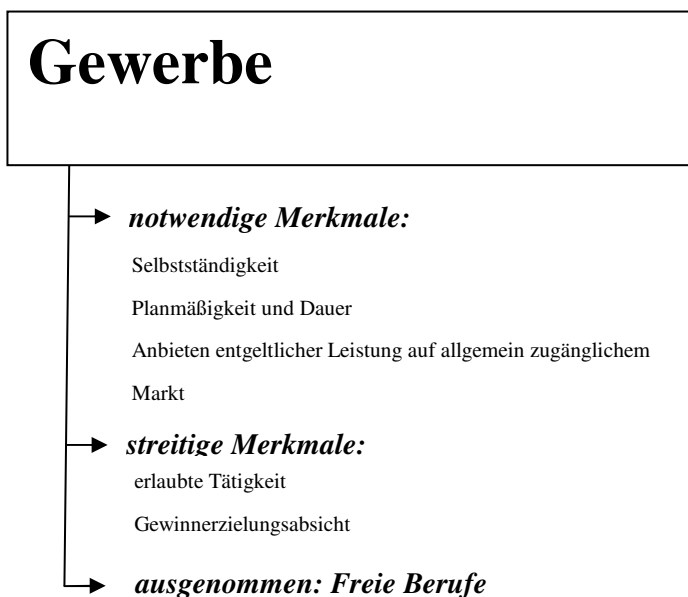 Gewerbe
notwendige Merkmale:
Selbstständigkeit
Planmäßigkeit und Dauer
Anbieten entgeltlicher Leistung auf allgemein zugänglichem
Markt
streitige Merkmale:
erlaubte Tätigkeit
Gewinnerzielungsabsicht
ausgenommen: Freie Berufe